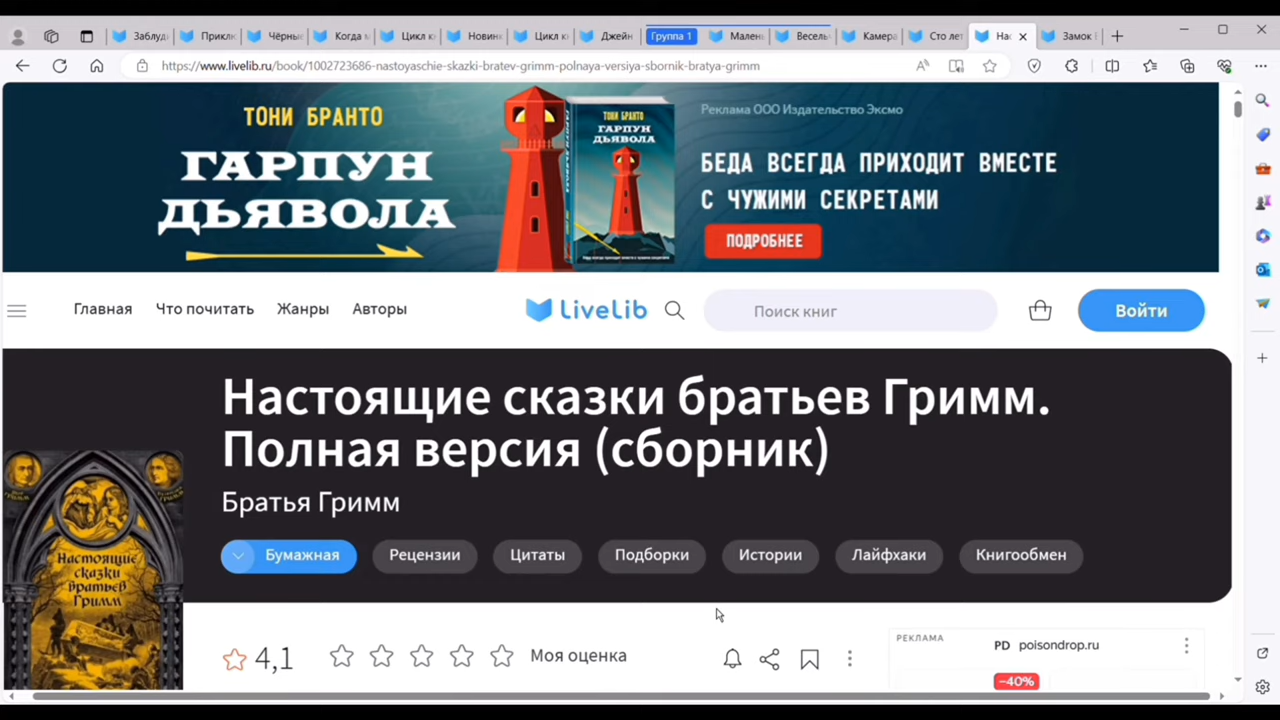 Заблуд
Приклю
Чёрны
Когда м
Цикл к
Новинк
Цикл к
Джейн
Группа 1
Мален
Весель
Камера
Сто лет
Нас
Замок Б
https://www.livelib.ru/book/1002723686-nastoyaschie-skazki-bratev-grimm-polnaya-versiya-sbornik-bratya-grimm
ТОНИ БРАНТО
ГАРПУН
ДЬЯВОЛА
ТОНИ БРАНТО
ГАРПУН
ДЬЯВОЛА
Реклама ООО Издательство Эксмо
БЕДА ВСЕГДА ПРИХОДИТ ВМЕСТЕ
С ЧУЖИМИ СЕКРЕТАМИ
ПОДРОБНЕЕ
Главная Что почитать Жанры Авторы
LiveLib
Поиск книг
Войти
Настоящие сказки братьев Гримм.
Полная версия (сборник)
Братья Гримм
Настоящие
сказки
братьев
Гримм
Бумажная Рецензии Цитаты Подборки Истории Лайфхаки Книгообмен
4,1
Моя оценка
РЕКЛАМА
PD poisondrop.ru
-40%